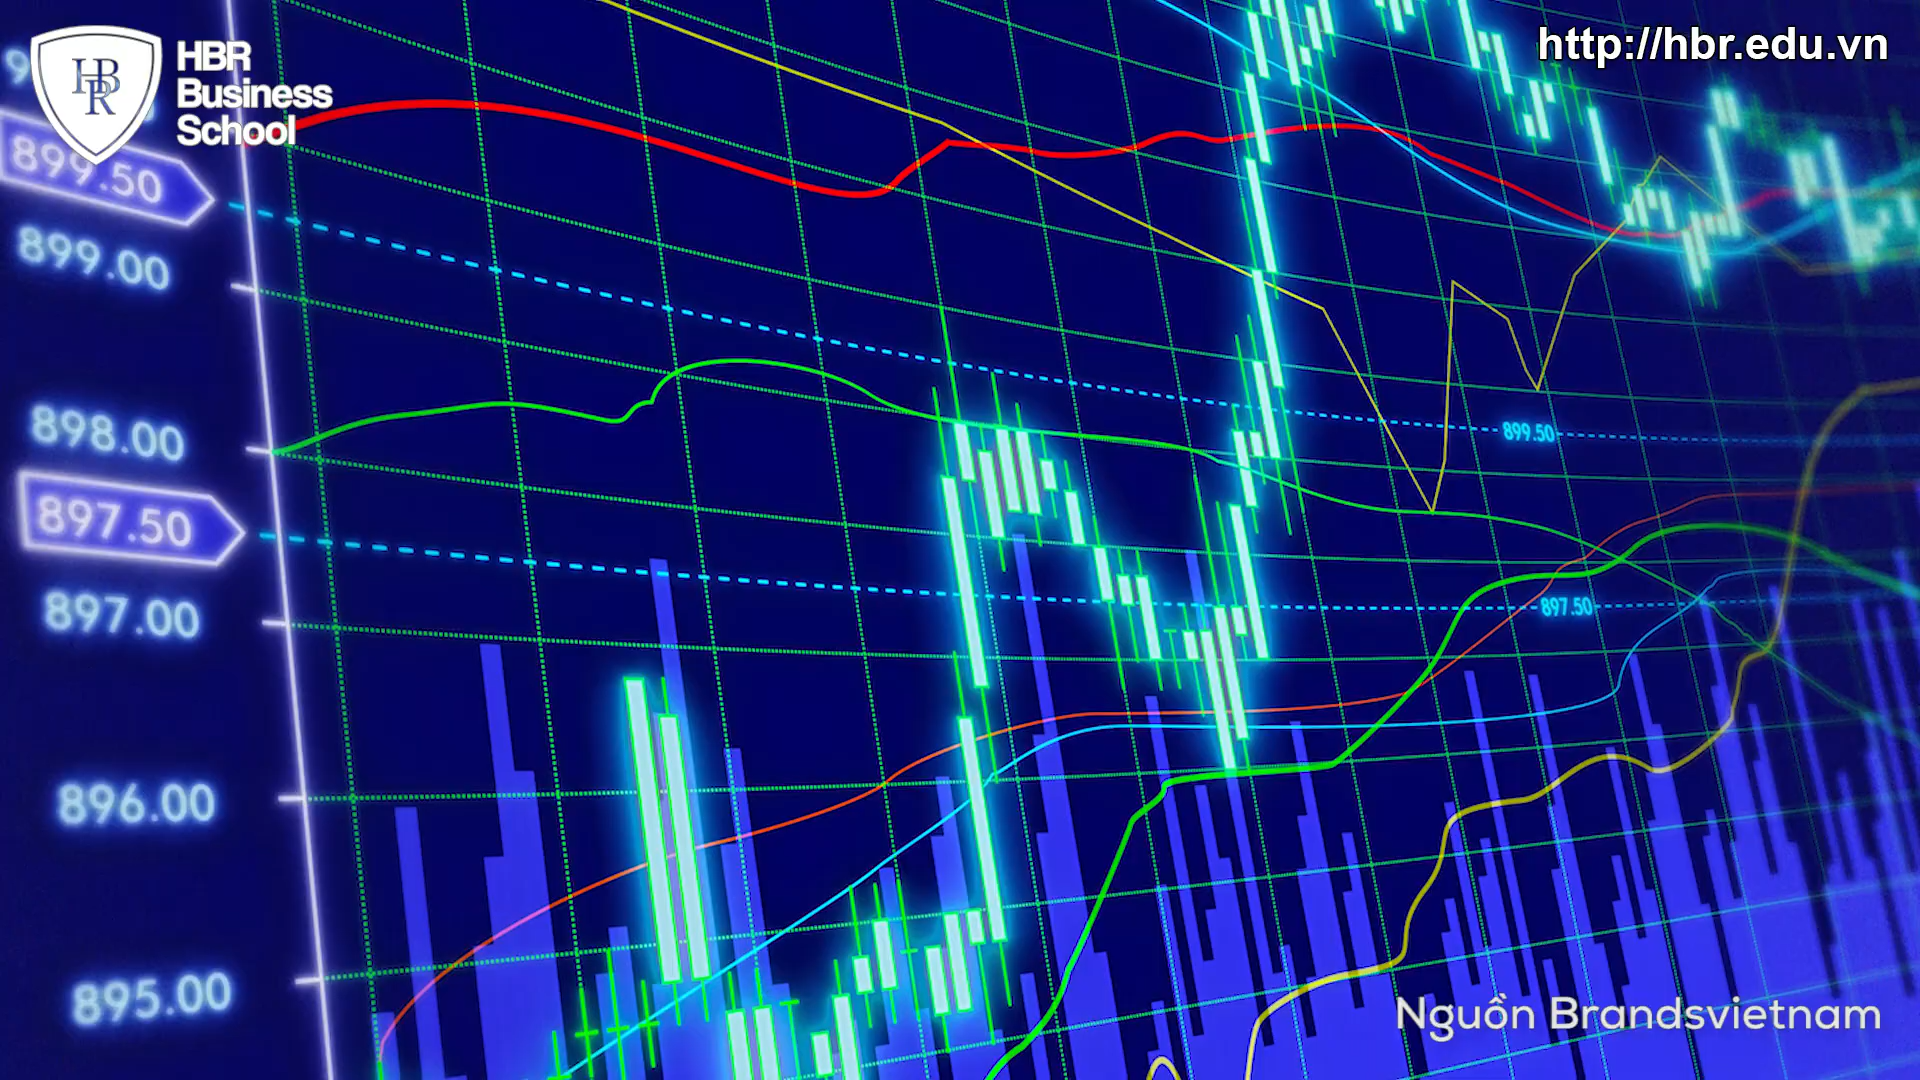 HBR
Business
School
HBR
http://hbr.edu.vn
899.50
899.00
898.00
897.50
897.00
896.00
895.00
899.50
897.50
Nguồn Brandsvietnam